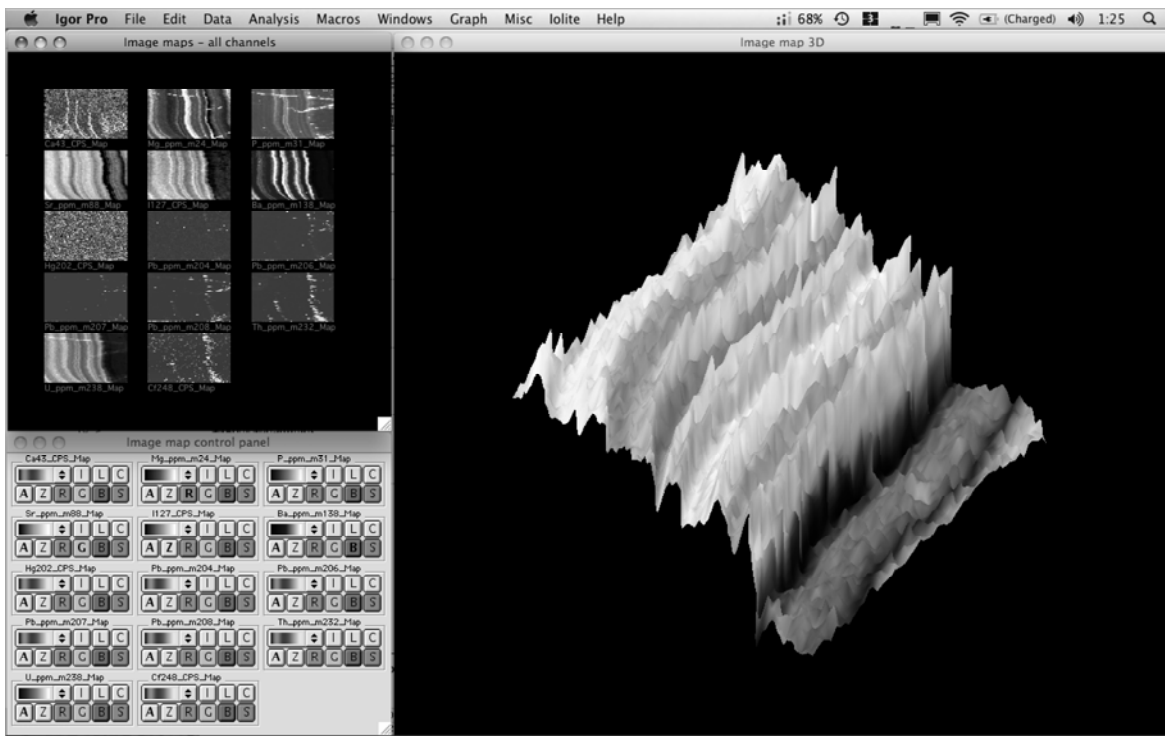 Igor Pro File Edit Data Analysis Macros Windows Graph Misc Iolite Help 68% 3 (Charged) 1:25
Image maps – all channels
Image map 3D
Ca43_CPS_Map Mg_ppm_m24_Map P_ppm_m31_Map
Sr_ppm_m88_Map I127_CPS_Map Ba_ppm_m138_Map
Hg202_CPS_Map Pb_ppm_m204_Map Pb_ppm_m206_Map
Pb_ppm_m207_Map Pb_ppm_m208_Map Th_ppm_m232_Map
U_ppm_m238_Map Cf248_CPS_Map
Image map control panel
Ca43_CPS_Map Mg_ppm_m24_Map P_ppm_m31_Map
I L C I L C I L C
A Z R G B S A Z R G B S A Z R G B S
Sr_ppm_m88_Map I127_CPS_Map Ba_ppm_m138_Map
I L C I L C I L C
A Z R G B S A Z R G B S A Z R G B S
Hg202_CPS_Map Pb_ppm_m204_Map Pb_ppm_m206_Map
I L C I L C I L C
A Z R G B S A Z R G B S A Z R G B S
Pb_ppm_m207_Map Pb_ppm_m208_Map Th_ppm_m232_Map
I L C I L C I L C
A Z R G B S A Z R G B S A Z R G B S
U_ppm_m238_Map Cf248_CPS_Map
I L C I L C
A Z R G B S A Z R G B S